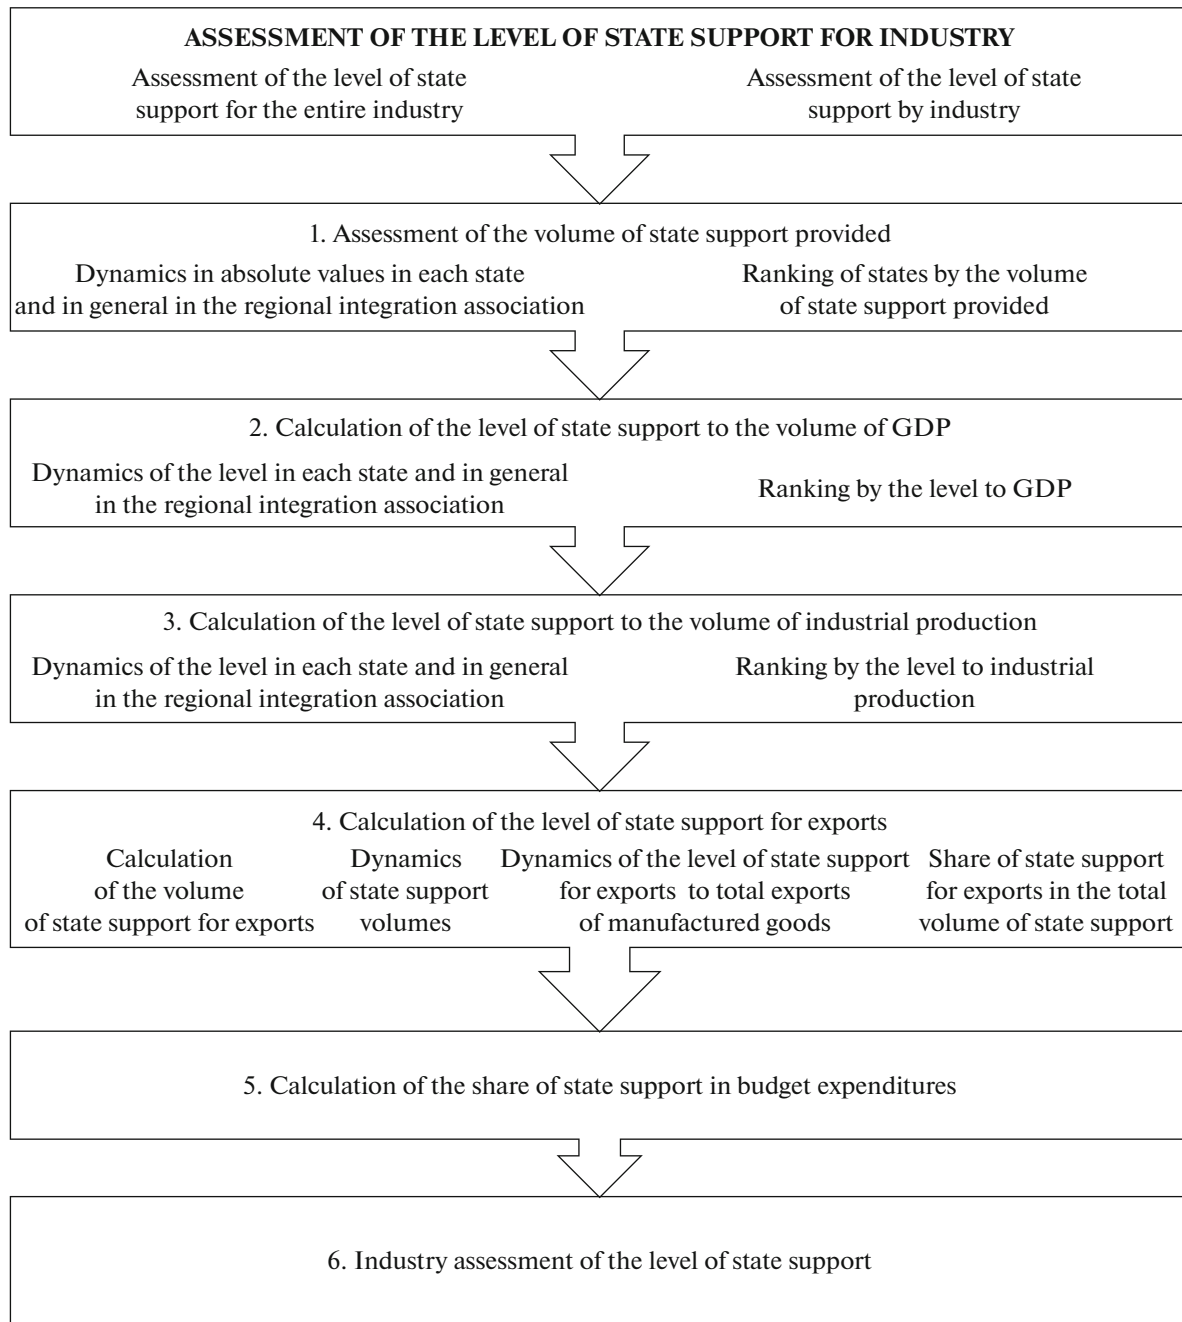 ASSESSMENT OF THE LEVEL OF STATE SUPPORT FOR INDUSTRY
Assessment of the level of state
support for the entire industry
Assessment of the level of state
support by industry
1. Assessment of the volume of state support provided
Dynamics in absolute values in each state
and in general in the regional integration association
Ranking of states by the volume
of state support provided
2. Calculation of the level of state support to the volume of GDP
Dynamics of the level in each state and in general
in the regional integration association
Ranking by the level to GDP
3. Calculation of the level of state support to the volume of industrial production
Dynamics of the level in each state and in general
in the regional integration association
Ranking by the level to industrial
production
4. Calculation of the level of state support for exports
Calculation
of the volume
of state support for exports
Dynamics
of state support
volumes
Dynamics of the level of state support
for exports to total exports
of manufactured goods
Share of state support
for exports in the total
volume of state support
5. Calculation of the share of state support in budget expenditures
6. Industry assessment of the level of state support